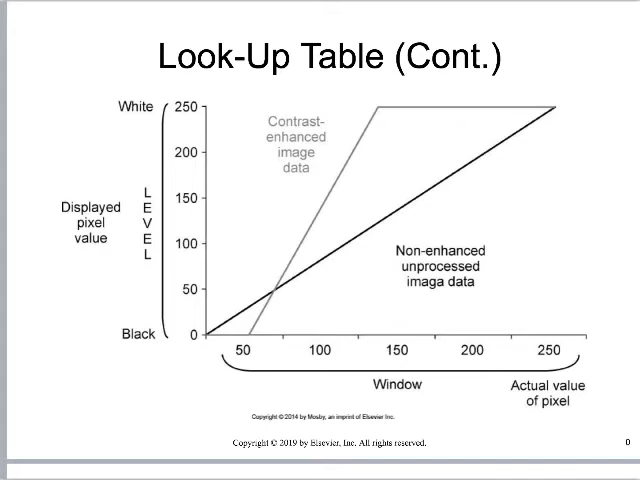 Look-Up Table (Cont.)
White
250
Contrast-
enhanced
image
data
200
150
Displayed
pixel
value
L
E
V
E
L
100
Non-enhanced
unprocessed
imaga data
50
Black
0
50
100
150
200
250
Window
Actual value
of pixel
Copyright © 2014 by Mosby, an imprint of Elsevier Inc.
Copyright © 2019 by Elsevier, Inc. All rights reserved.
0